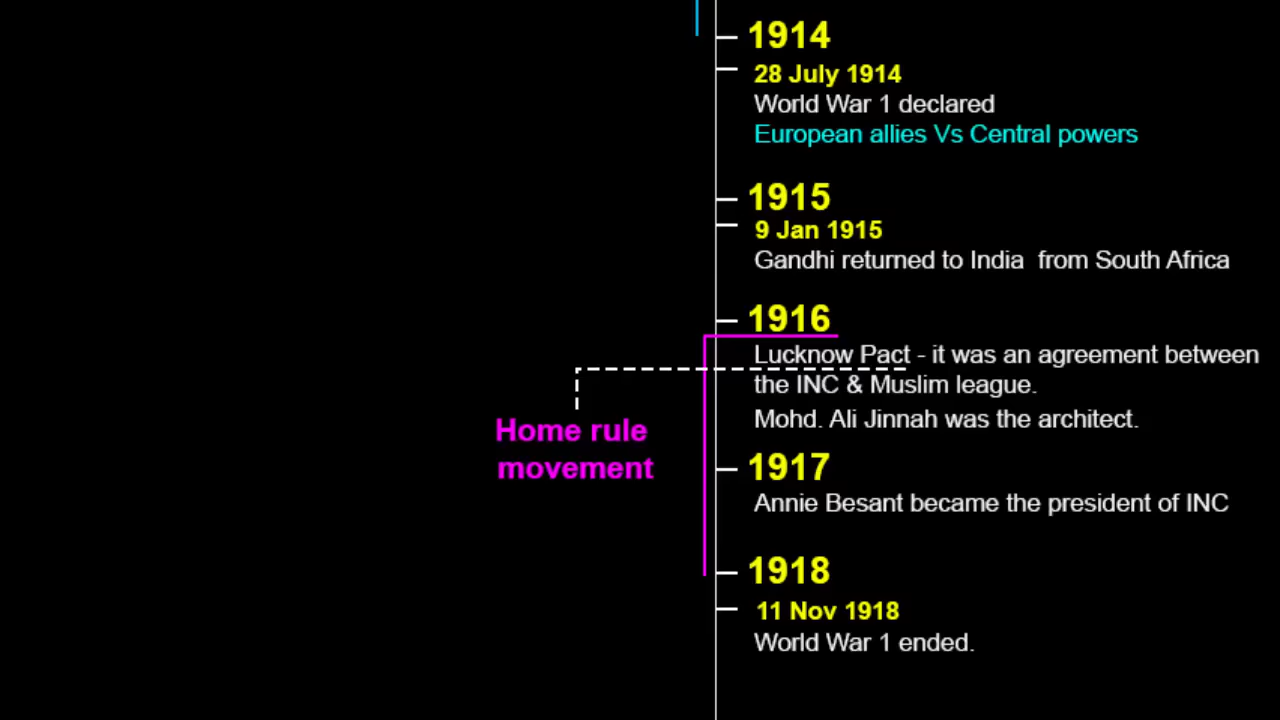 1914
28 July 1914
World War 1 declared
European allies Vs Central powers
1915
9 Jan 1915
Gandhi returned to India  from South Africa
1916
Lucknow Pact - it was an agreement between
the INC & Muslim league.
Mohd. Ali Jinnah was the architect.
Home rule
movement
1917
Annie Besant became the president of INC
1918
11 Nov 1918
World War 1 ended.